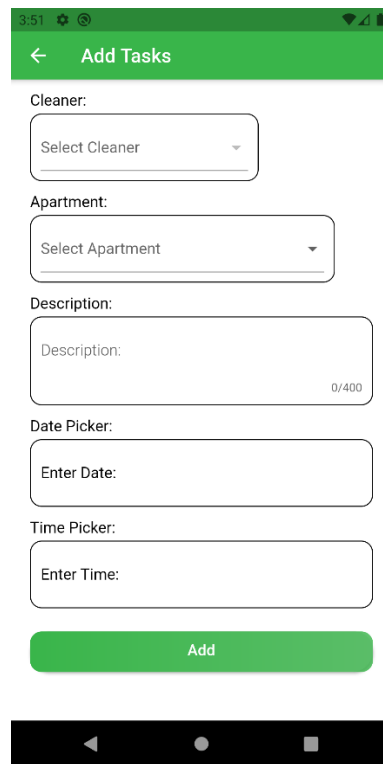 3:51
Add Tasks
Cleaner:
Select Cleaner
Apartment:
Select Apartment
Description:
Description:
0/400
Date Picker:
Enter Date:
Time Picker:
Enter Time:
Add